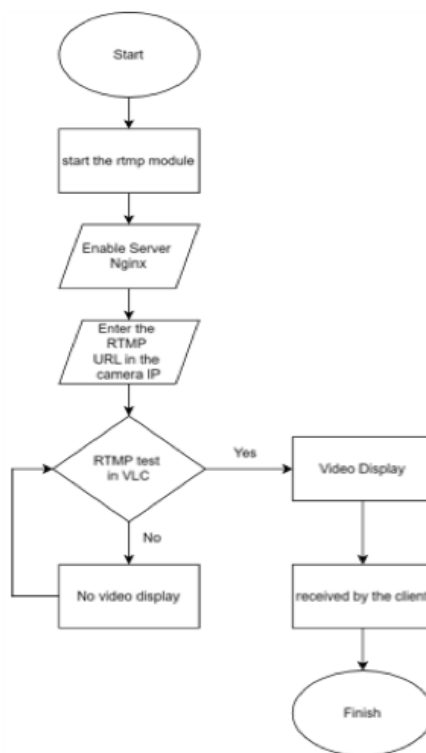 Start
start the rtmp module
Enable Server
Nginx
Enter the
RTMP
URL in the
camera IP
RTMP test
in VLC
Yes
Video Display
No
No video display
received by the client
Finish